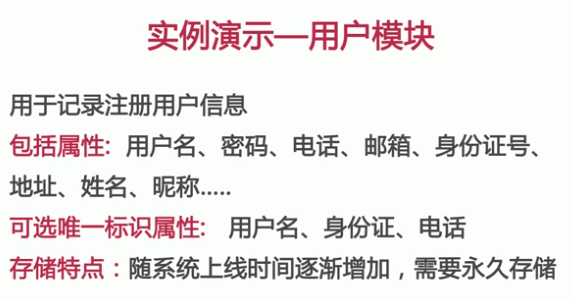 实例演示—用户模块
用于记录注册用户信息
包括属性：用户名、密码、电话、邮箱、身份证号、
地址、姓名、昵称.....
可选唯一标识属性： 用户名、身份证、电话
存储特点：随系统上线时间逐渐增加，需要永久存储